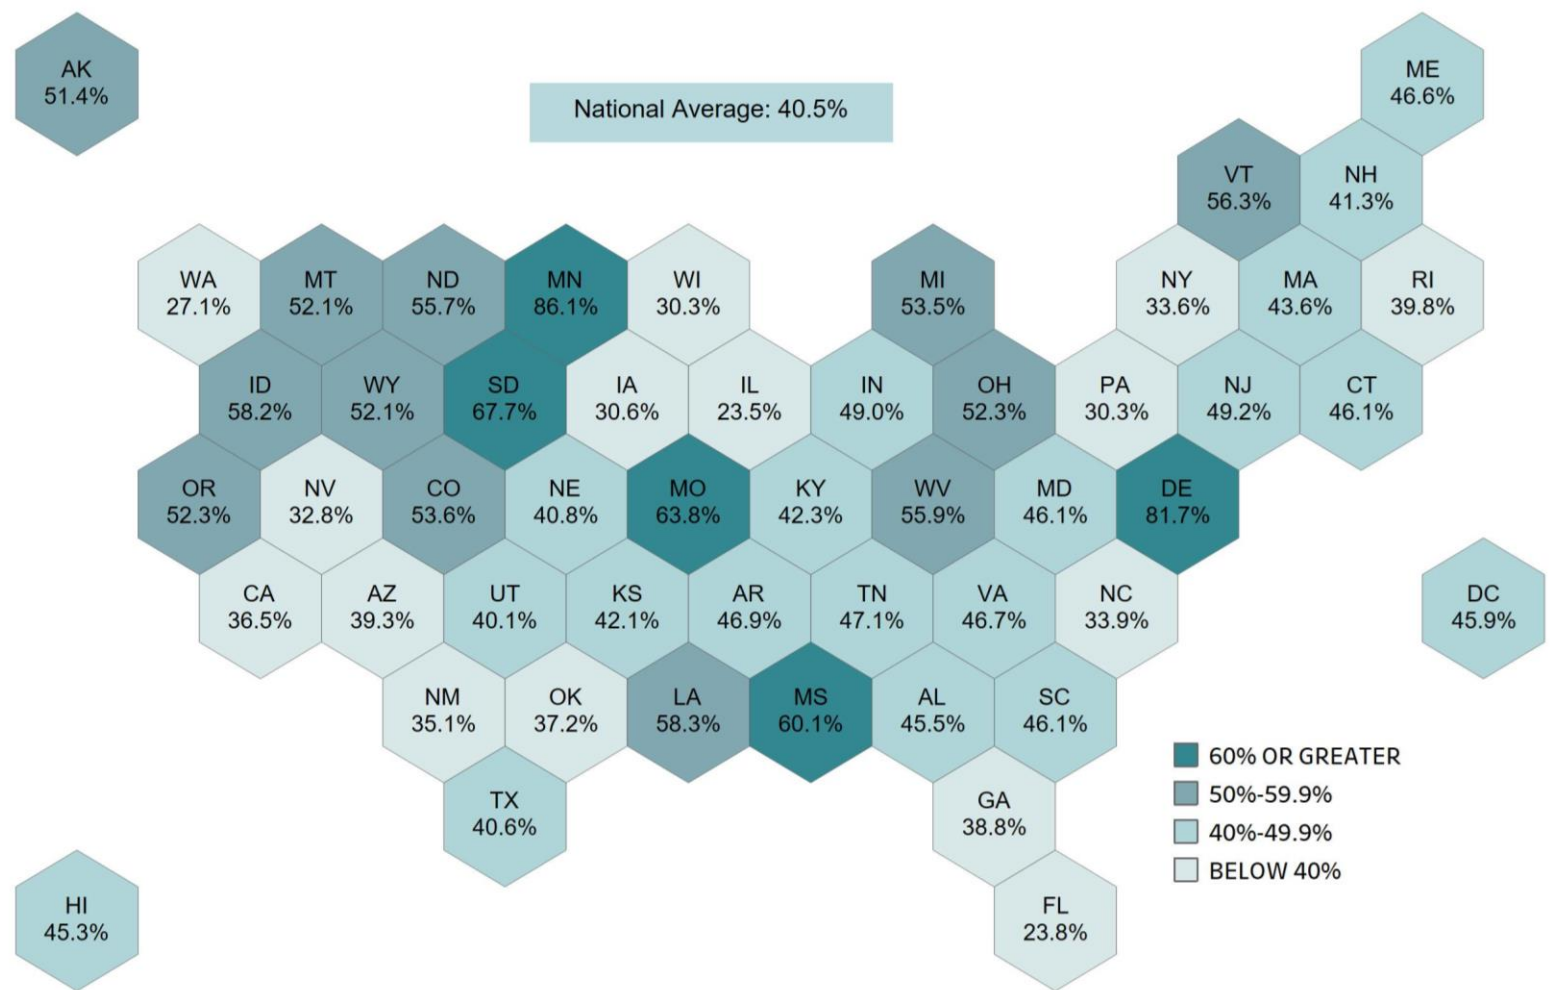 AK
51.4%
National Average: 40.5%
ME
46.6%
VT
56.3%
NH
41.3%
WA
27.1%
MT
52.1%
ND
55.7%
MN
86.1%
WI
30.3%
MI
53.5%
NY
33.6%
MA
43.6%
RI
39.8%
ID
58.2%
WY
52.1%
SD
67.7%
IA
30.6%
IL
23.5%
IN
49.0%
OH
52.3%
PA
30.3%
NJ
49.2%
CT
46.1%
OR
52.3%
NV
32.8%
CO
53.6%
NE
40.8%
MO
63.8%
KY
42.3%
WV
55.9%
MD
46.1%
DE
81.7%
CA
36.5%
AZ
39.3%
UT
40.1%
KS
42.1%
AR
46.9%
TN
47.1%
VA
46.7%
NC
33.9%
DC
45.9%
NM
35.1%
OK
37.2%
LA
58.3%
MS
60.1%
AL
45.5%
SC
46.1%
TX
40.6%
GA
38.8%
HI
45.3%
FL
23.8%
60% OR GREATER
50%-59.9%
40%-49.9%
BELOW 40%